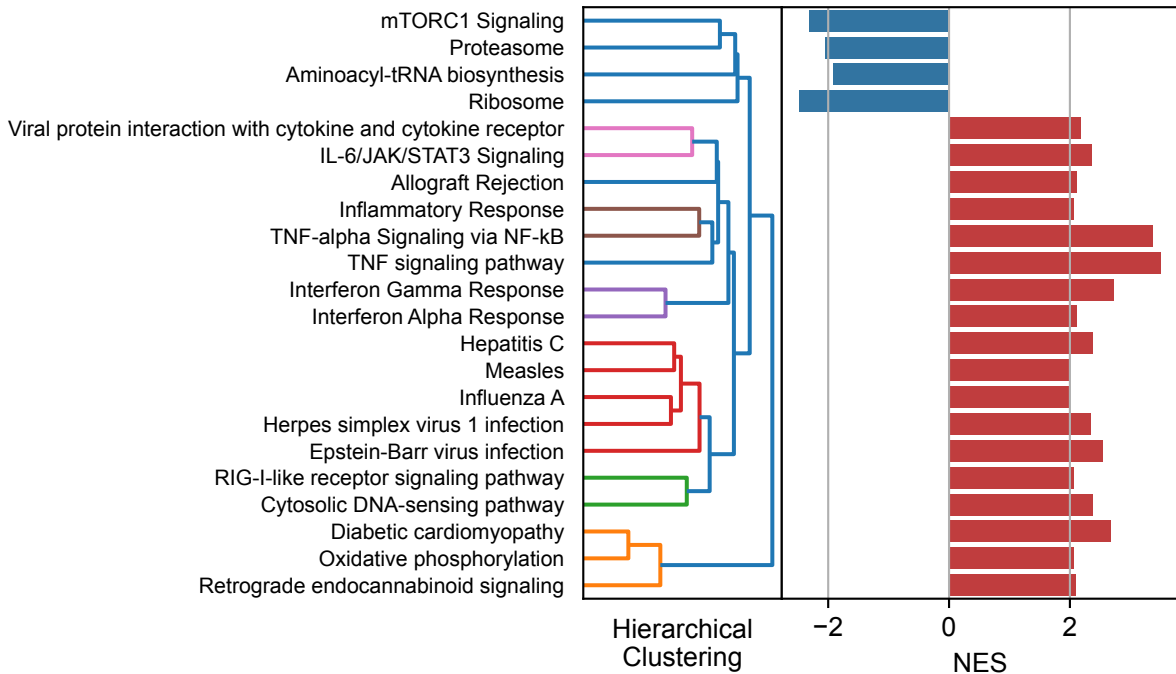 mTORC1 Signaling
Proteasome
Aminoacyl-tRNA biosynthesis
Ribosome
Viral protein interaction with cytokine and cytokine receptor
IL-6/JAK/STAT3 Signaling
Allograft Rejection
Inflammatory Response
TNF-alpha Signaling via NF-kB
TNF signaling pathway
Interferon Gamma Response
Interferon Alpha Response
Hepatitis C
Measles
Influenza A
Herpes simplex virus 1 infection
Epstein-Barr virus infection
RIG-I-like receptor signaling pathway
Cytosolic DNA-sensing pathway
Diabetic cardiomyopathy
Oxidative phosphorylation
Retrograde endocannabinoid signaling
Hierarchical
Clustering
−2 0 2
NES